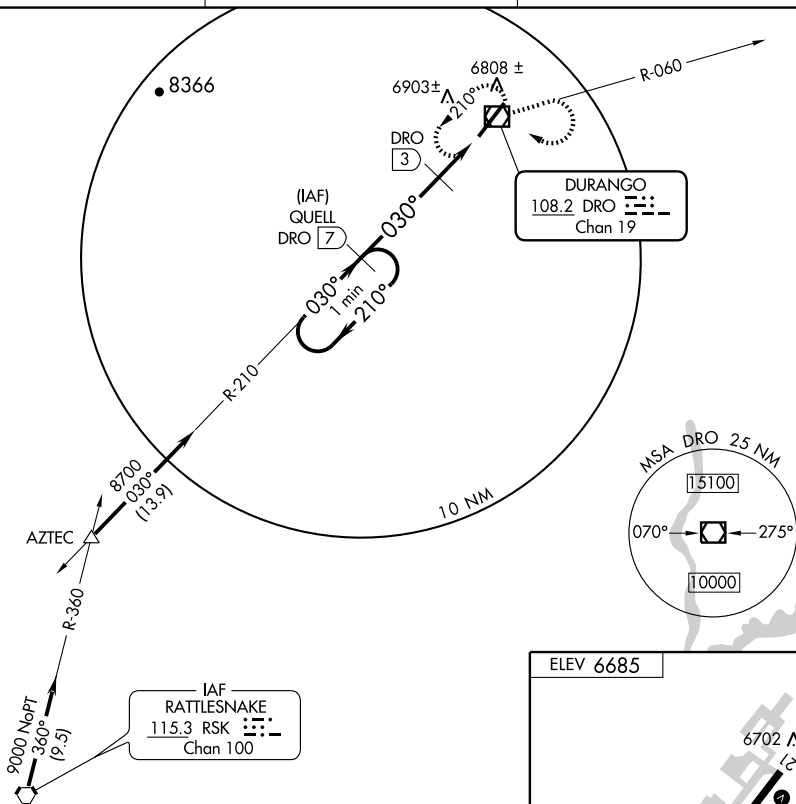 8366
6903±
6808 ±
R-060
210°
DRO
3
(IAF)
QUELL
DRO 7
030°
DURANGO
108.2 DRO
Chan 19
030°
1 min
210°
R-210
8700
030°
(13.9)
10 NM
AZTEC
R-360
9000 NoPT
360°
(9.5)
IAF
RATTLESNAKE
115.3 RSK
Chan 100
MSA DRO 25 NM
15100
070°
275°
10000
ELEV 6685
6702
21
V